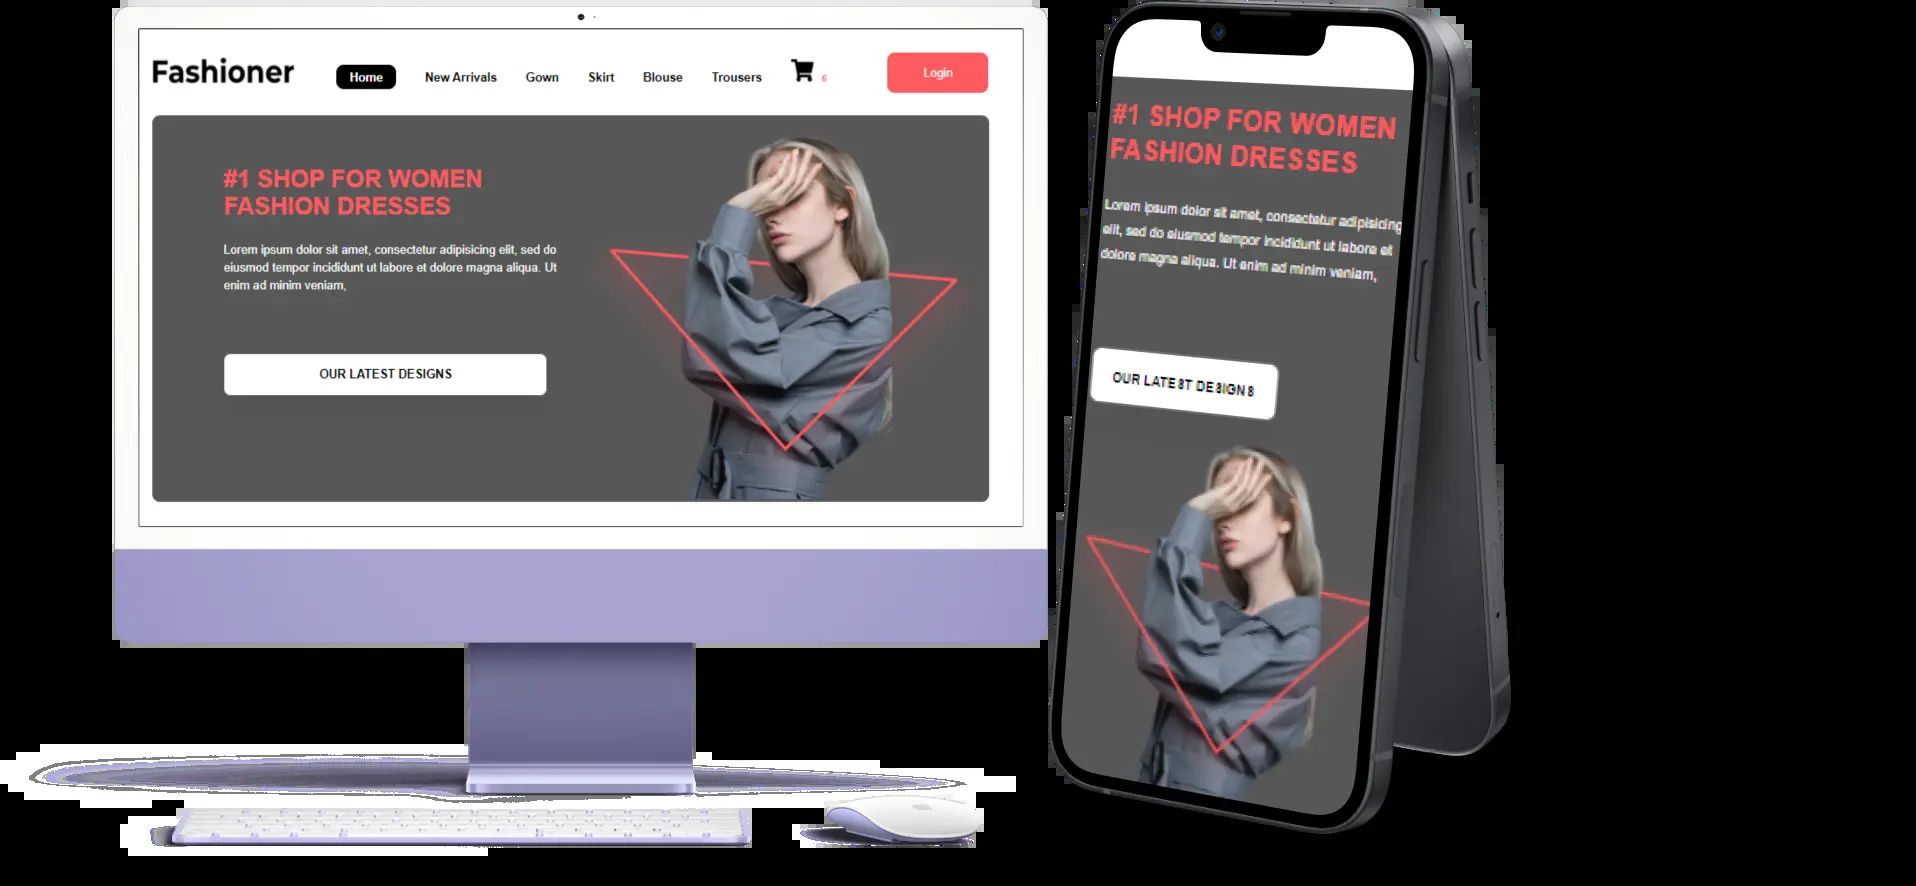 Fashioner
Home New Arrivals Gown Skirt Blouse Trousers 6 Login
#1 SHOP FOR WOMEN
FASHION DRESSES
Lorem ipsum dolor sit amet, consectetur adipisicing elit, sed do
eiusmod tempor incididunt ut labore et dolore magna aliqua. Ut
enim ad minim veniam,
OUR LATEST DESIGNS
#1 SHOP FOR WOMEN
FASHION DRESSES
Lorem ipsum dolor sit amet, consectetur adipisicing
elit, sed do eiusmod tempor incididunt ut labore et
dolore magna aliqua. Ut enim ad minim veniam,
OUR LATEST DESIGNS